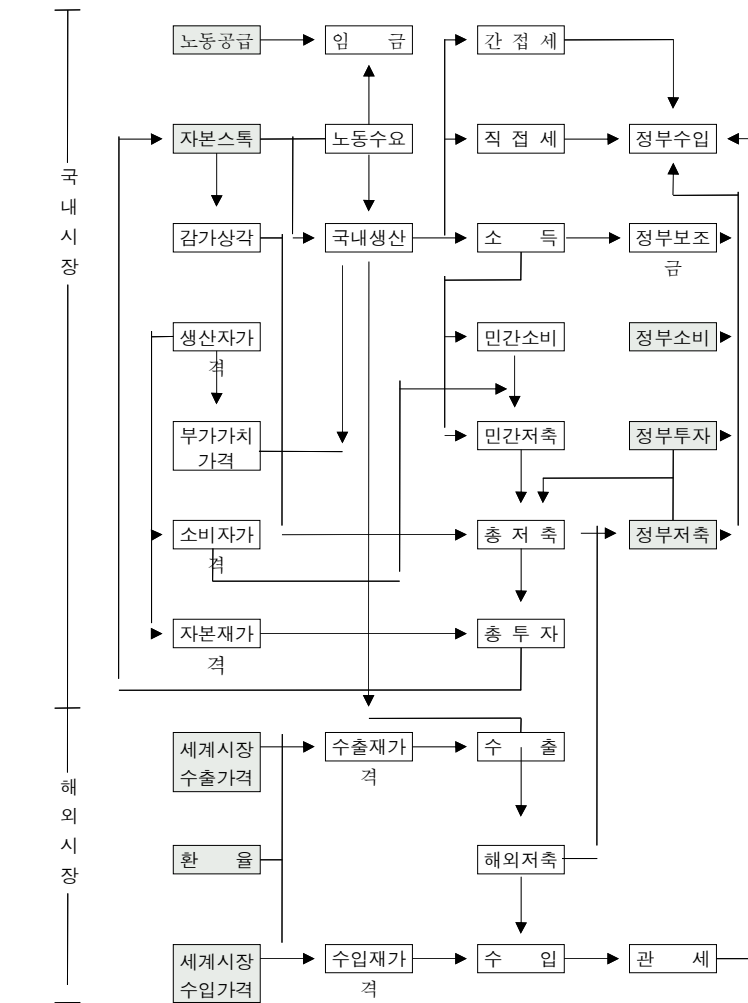 노동공급
임 금
간 접 세
자본스톡
노동수요
직 접 세
정부수입
국
내
시
장
감가상각
국내생산
소 득
정부보조
금
생산자가
격
민간소비
정부소비
부가가치
가격
민간저축
정부투자
소비자가
격
총 저 축
정부저축
자본재가
격
총 투 자
해
외
시
장
세계시장
수출가격
수출재가
격
수 출
환 율
해외저축
세계시장
수입가격
수입재가
격
수 입
관 세